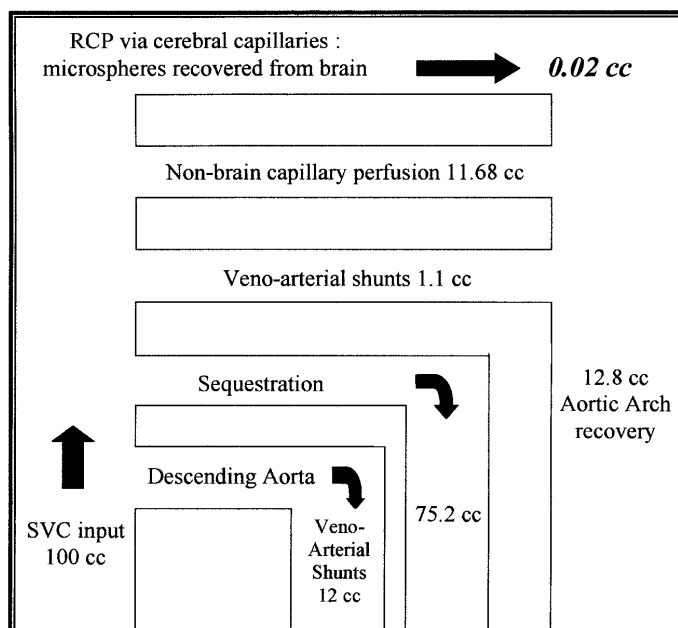 RCP via cerebral capillaries :
microspheres recovered from brain
0.02 cc
Non-brain capillary perfusion 11.68 cc
Veno-arterial shunts 1.1 cc
Sequestration
12.8 cc
Aortic Arch
recovery
Descending Aorta
75.2 cc
SVC input
100 cc
Veno-
Arterial
Shunts
12 cc